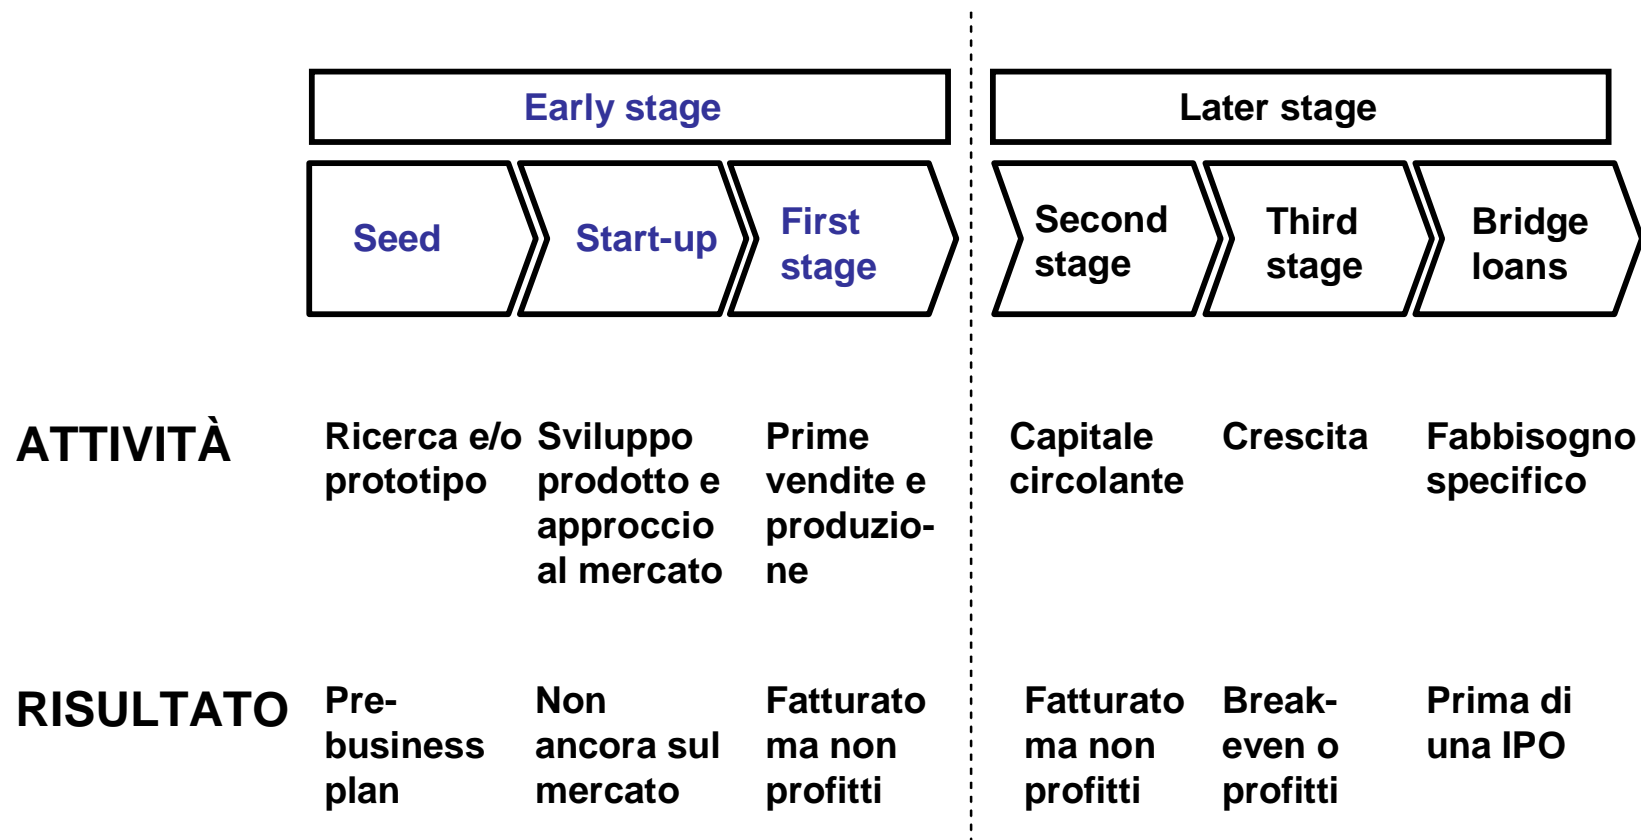 Early stage
Later stage
Seed
Start-up
First
stage
Second
stage
Third
stage
Bridge
loans
ATTIVITÀ
Ricerca e/o
prototipo
Sviluppo
prodotto e
approccio
al mercato
Prime
vendite e
produzio-
ne
Capitale
circolante
Crescita
Fabbisogno
specifico
RISULTATO
Pre-
business
plan
Non
ancora sul
mercato
Fatturato
ma non
profitti
Fatturato
ma non
profitti
Break-
even o
profitti
Prima di
una IPO